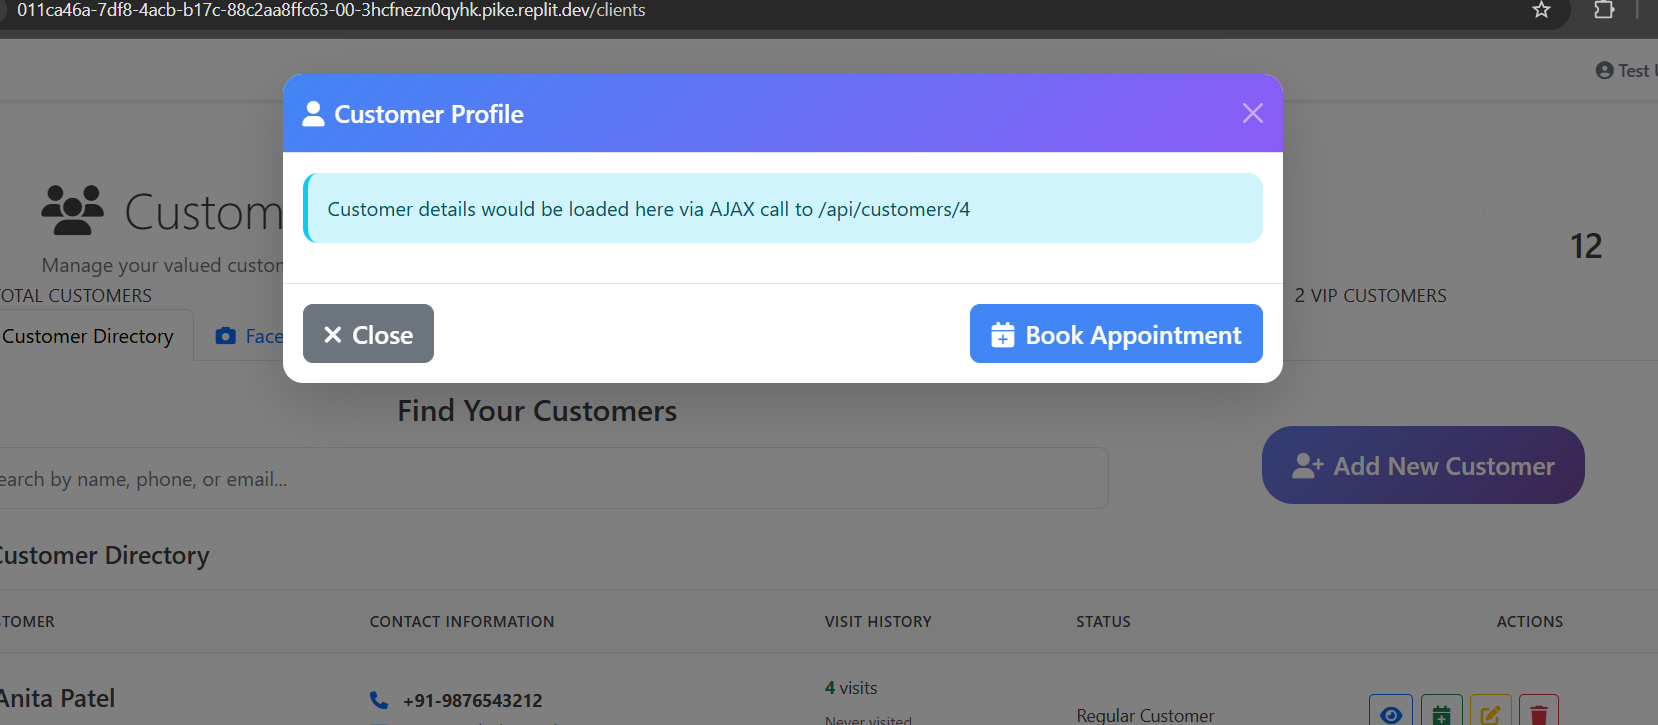 011ca46a-7df8-4acb-b17c-88c2aa8ffc63-00-3hcfnezn0qyhk.pike.replit.dev/clients
Test
Customer Profile
Customer details would be loaded here via AJAX call to /api/customers/4
Custom
12
Manage your valued custom
OTAL CUSTOMERS
2 VIP CUSTOMERS
Customer Directory
Face
Close
Book Appointment
Find Your Customers
earch by name, phone, or email...
Add New Customer
Customer Directory
STOMER
CONTACT INFORMATION
VISIT HISTORY
STATUS
ACTIONS
Anita Patel
+91-9876543212
4 visits
Never visited
Regular Customer